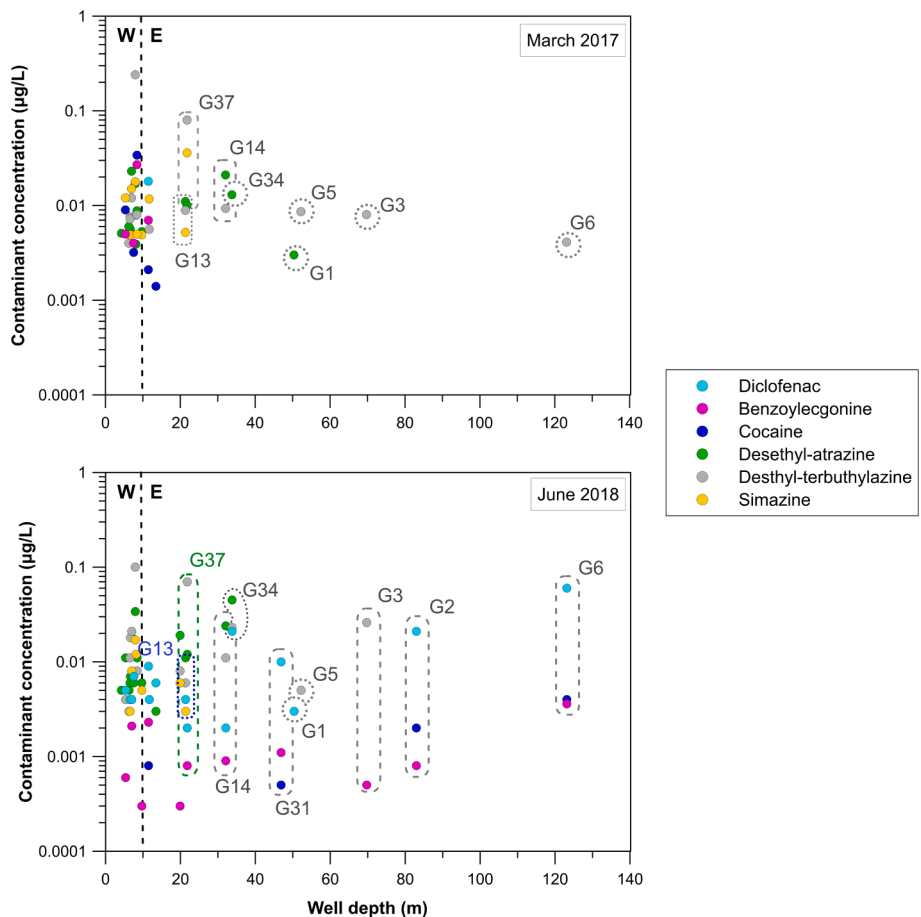 W E
March 2017
1
0.1
0.01
0.001
0.0001
Contaminant concentration (µg/L)
G37
G14
G34
G5
G3
G6
G13
G1
0 20 40 60 80 100 120 140
Well depth (m)
Diclofenac
Benzoylecgonine
Cocaine
Desethyl-atrazine
Desthyl-terbuthylazine
Simazine
W E
June 2018
1
0.1
0.01
0.001
0.0001
Contaminant concentration (µg/L)
G37
G34
G3
G2
G6
G13
G5
G1
G14
G31
0 20 40 60 80 100 120 140
Well depth (m)